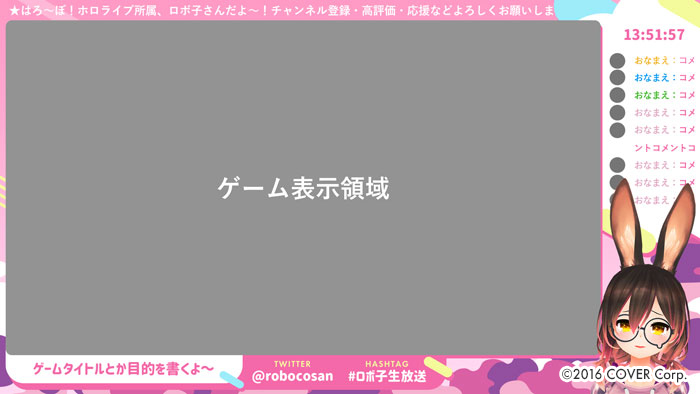 ★はろ〜ぼ！ホロライブ所属、ロボ子さんだよ〜！チャンネル登録・高評価・応援などよろしくお願いしま
13:51:57
おなまえ：コメ
おなまえ：コメ
おなまえ：コメ
おなまえ：コメ
おなまえ：コメ
ントコメントコ
おなまえ：コメ
おなまえ：コメ
おなまえ：
ゲーム表示領域
ゲームタイトルとか目的を書くよ〜
TWITTER
@robocosan
HASHTAG
#ロボ子生放送
©2016 COVER Corp.